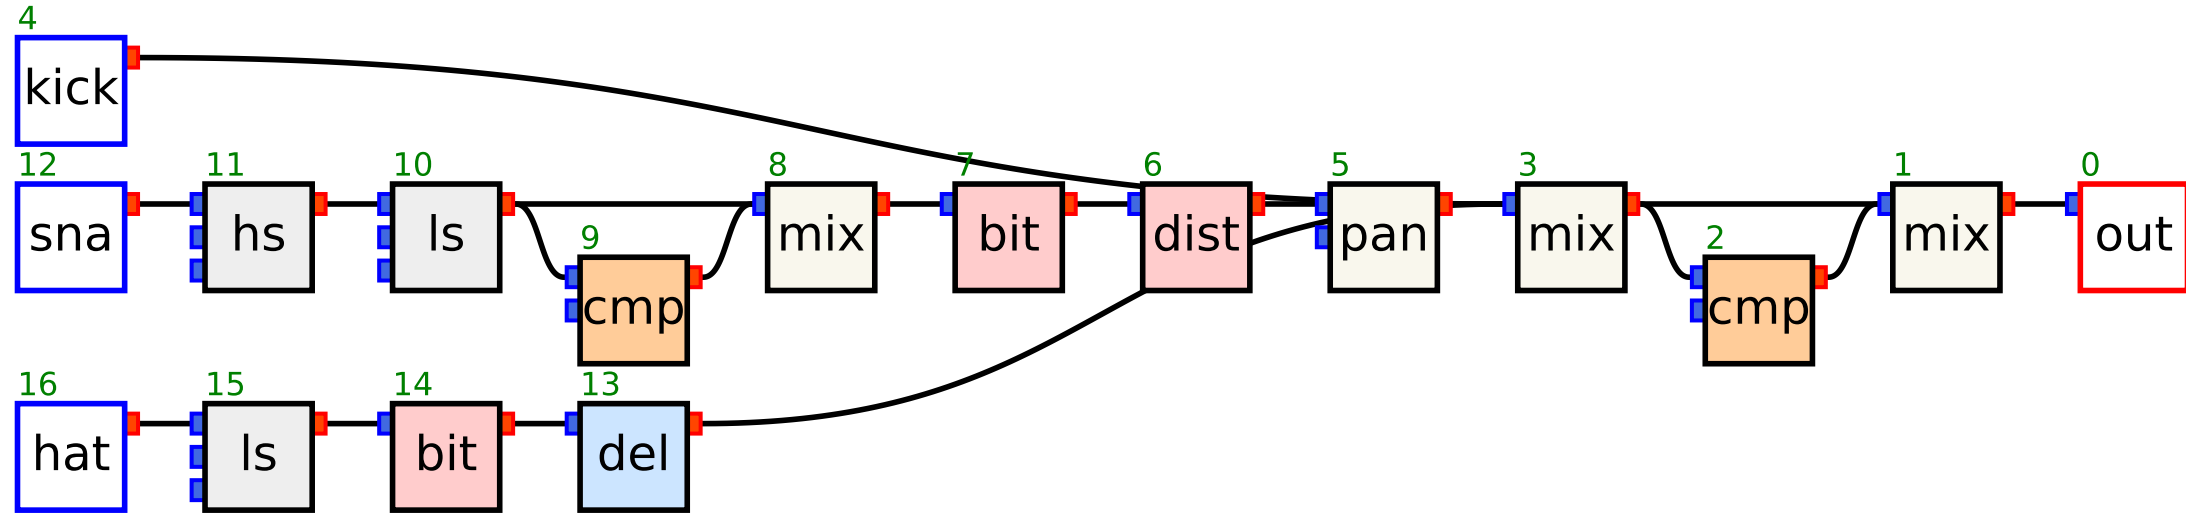 4
kick
12 11 10 8 7 6 5 3 1 0
sna hs ls mix bit dist pan mix mix out
9 2
cmp cmp
16 15 14 13
hat ls bit del